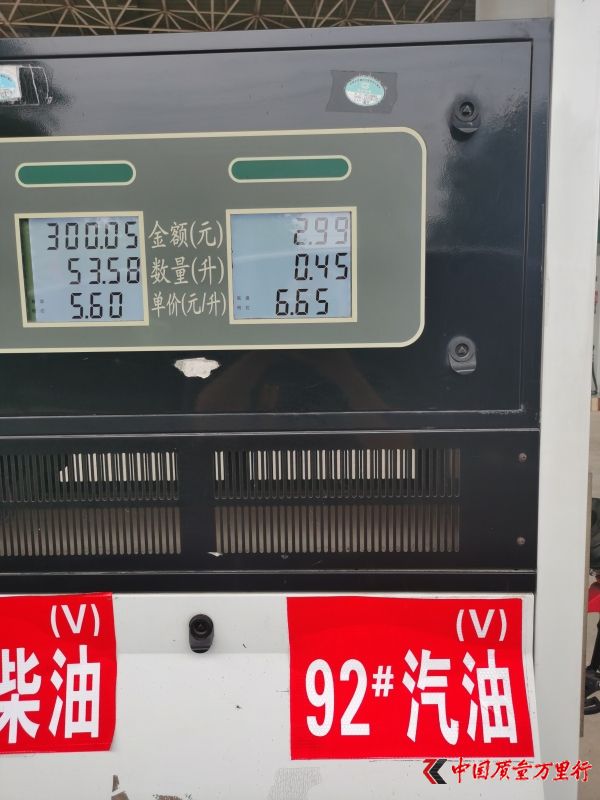 300.05 金额(元) 2.99
53.58 数量(升) 0.45
5.60 单价(元/升) 6.65
(V)
柴油
(V)
92#汽油
中国质量万里行